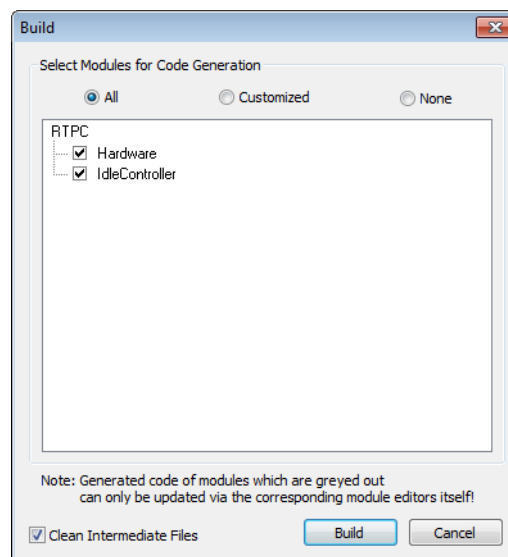 Build
Select Modules for Code Generation
All Customized None
RTPC
Hardware
IdleController
Note: Generated code of modules which are greyed out
can only be updated via the corresponding module editors itself!
Clean Intermediate Files Build Cancel